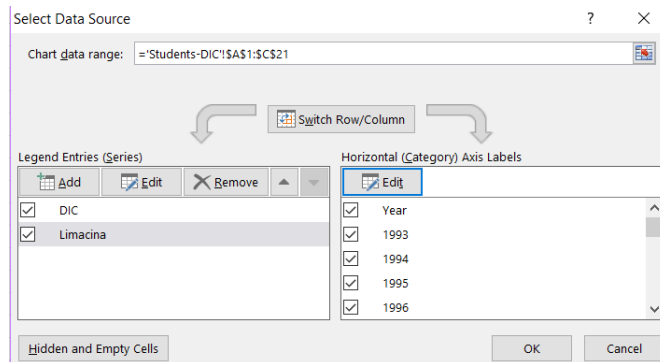 Select Data Source ? ×
Chart data range: ='Students-DIC'!$A$1:$C$21
Switch Row/Column
Legend Entries (Series)
Add Edit Remove
DIC
Limacina
Horizontal (Category) Axis Labels
Edit
Year
1993
1994
1995
1996
Hidden and Empty Cells OK Cancel